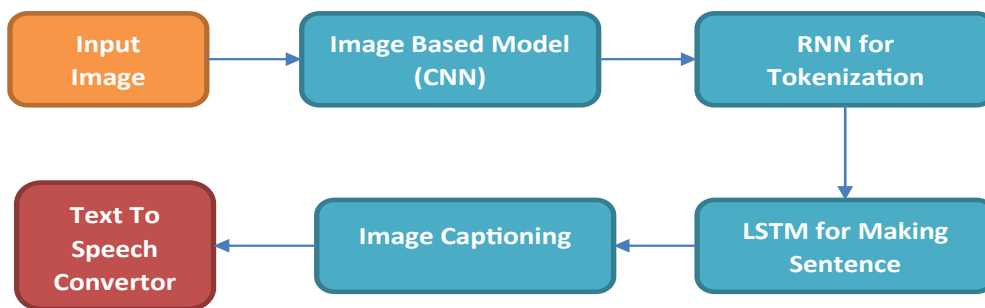 Input
Image
Image Based Model
(CNN)
RNN for
Tokenization
LSTM for Making
Sentence
Image Captioning
Text To
Speech
Convertor